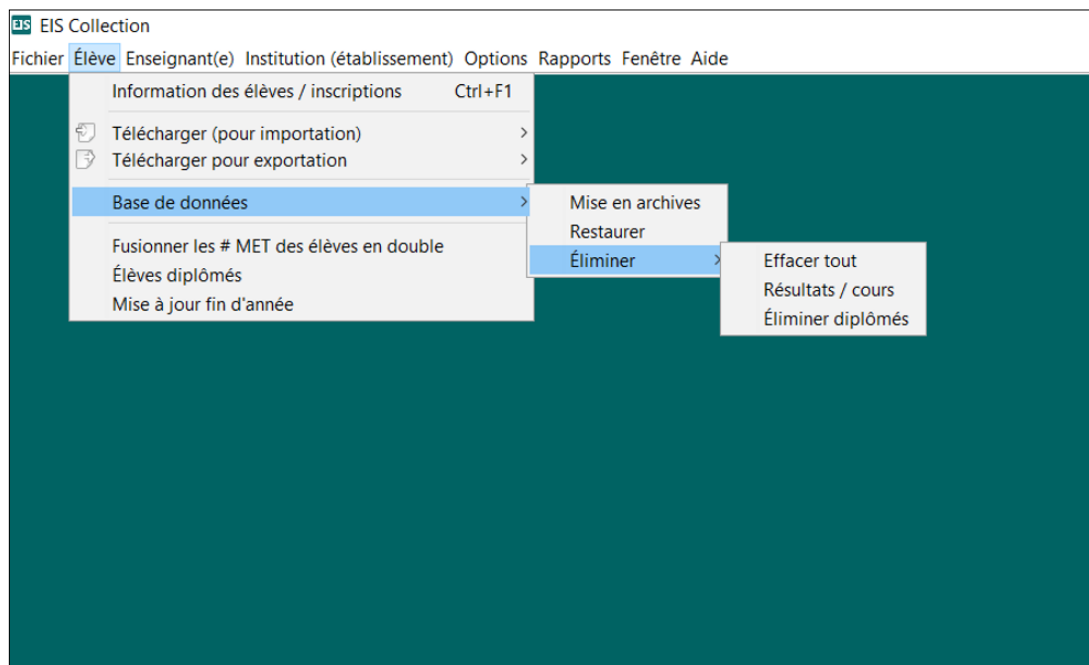 EIS EIS Collection
Fichier Élève Enseignant(e) Institution (établissement) Options Rapports Fenêtre Aide
Information des élèves / inscriptions Ctrl+F1
Télécharger (pour importation)
Télécharger pour exportation
Base de données
Fusionner les # MET des élèves en double
Élèves diplômés
Mise à jour fin d'année
Mise en archives
Restaurer
Éliminer
Effacer tout
Résultats / cours
Éliminer diplômés